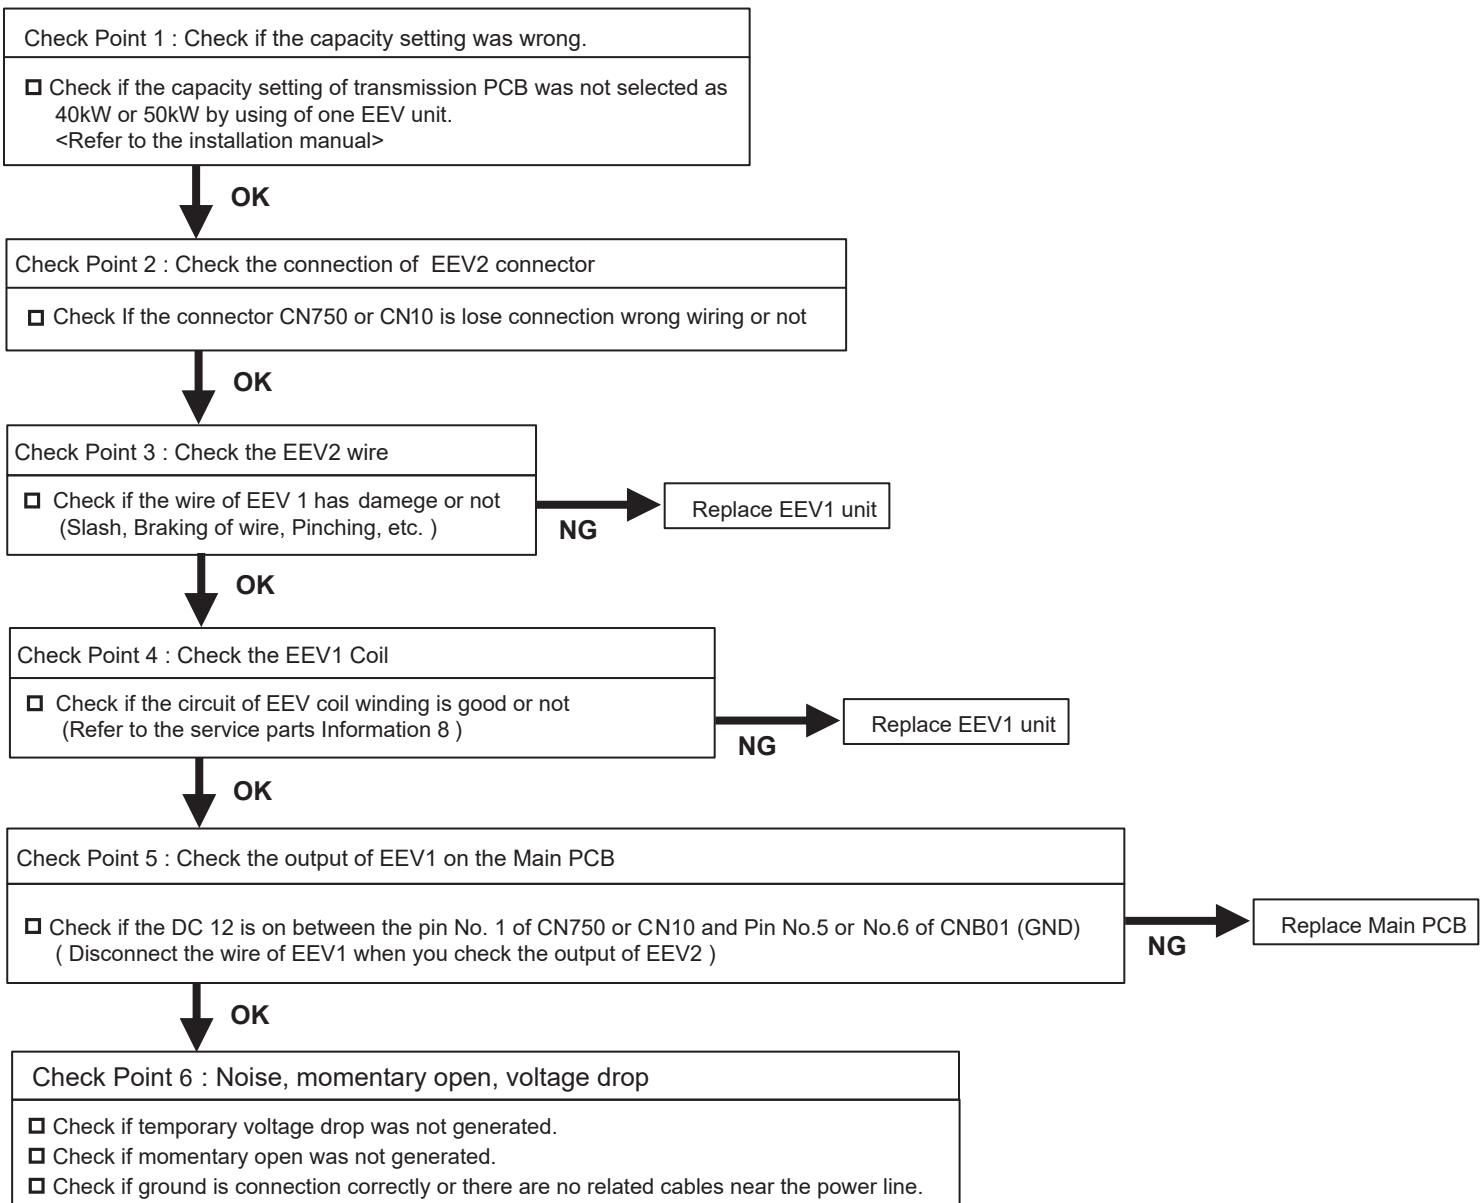 Check Point 1 : Check if the capacity setting was wrong.
Check if the capacity setting of transmission PCB was not selected as
40kW or 50kW by using of one EEV unit.
<Refer to the installation manual>
OK
Check Point 2 : Check the connection of EEV2 connector
Check If the connector CN750 or CN10 is lose connection wrong wiring or not
OK
Check Point 3 : Check the EEV2 wire
Check if the wire of EEV 1 has damege or not
(Slash, Braking of wire, Pinching, etc. )
NG
Replace EEV1 unit
OK
Check Point 4 : Check the EEV1 Coil
Check if the circuit of EEV coil winding is good or not
(Refer to the service parts Information 8 )
NG
Replace EEV1 unit
OK
Check Point 5 : Check the output of EEV1 on the Main PCB
Check if the DC 12 is on between the pin No. 1 of CN750 or CN10 and Pin No.5 or No.6 of CNB01 (GND)
( Disconnect the wire of EEV1 when you check the output of EEV2 )
NG
Replace Main PCB
OK
Check Point 6 : Noise, momentary open, voltage drop
Check if temporary voltage drop was not generated.
Check if momentary open was not generated.
Check if ground is connection correctly or there are no related cables near the power line.